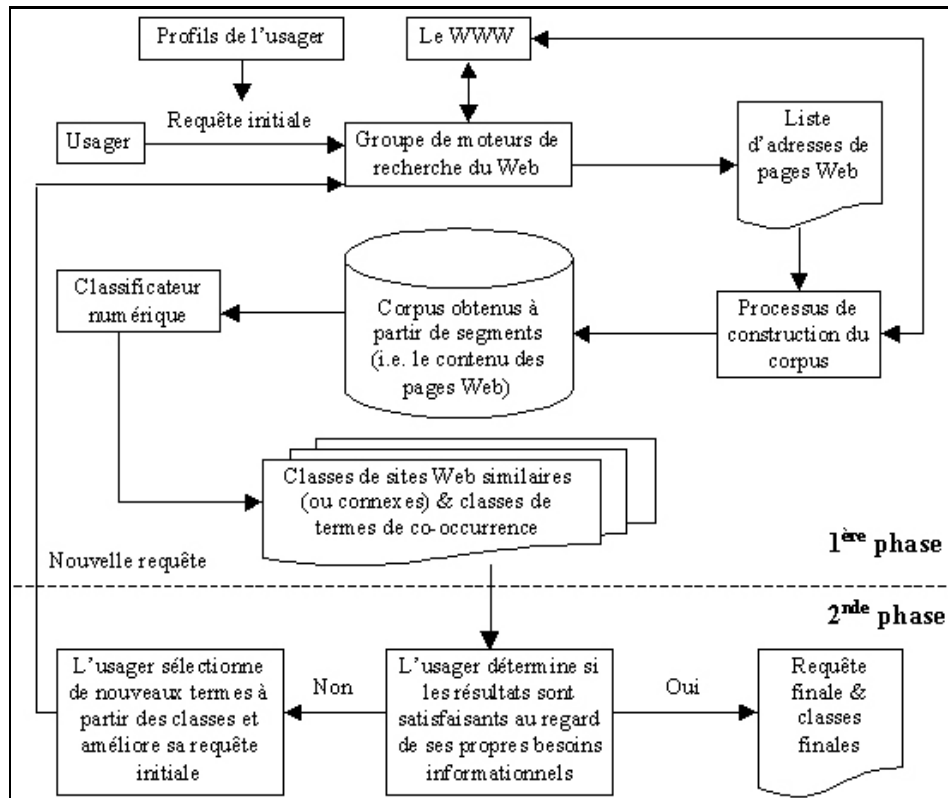 Profils de l'usager
Le WWW
Requête initiale
Usager
Groupe de moteurs de
recherche du Web
Liste
d'adresses de
pages Web
Classificateur
numérique
Corpus obtenus à
partir de segments
(i.e. le contenu des
pages Web)
Processus de
construction du
corpus
Classes de sites Web similaires
(ou connexes) & classes de
termes de co-occurrence
Nouvelle requête
1ère phase
2nde phase
L'usager sélectionne
de nouveaux termes à
partir des classes et
améliore sa requête
initiale
Non
L'usager détermine si
les résultats sont
satisfaisants au regard
de ses propres besoins
informationnels
Oui
Requête
finale &
classes
finales